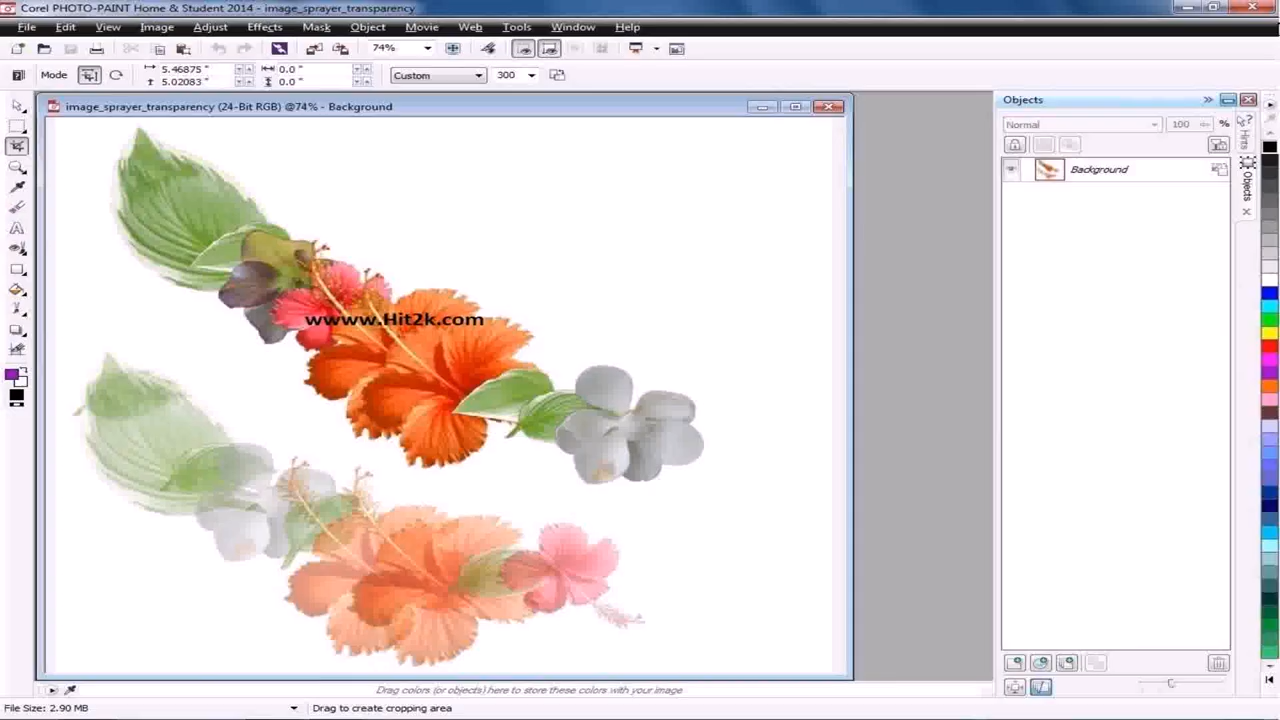 Corel PHOTO-PAINT Home & Student 2014 - image_sprayer_transparency
File Edit View Image Adjust Effects Mask Object Movie Web Tools Window Help
74%
Mode 5.46875 " 0.0 " Custom 300
5.02083 " 0.0 "
image_sprayer_transparency (24-Bit RGB) @74% - Background
Objects
Normal 100 %
Hints
Background
Objects
wwww.Hit2k.com
Drag colors (or objects) here to store these colors with your image
File Size: 2.90 MB Drag to create cropping area